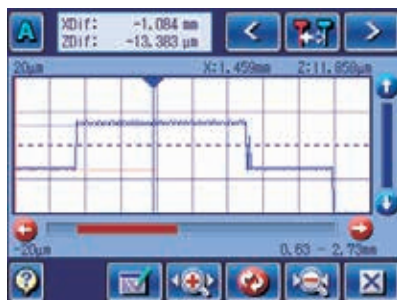 A
XDif: -1.084 mm
ZDif: -13.383 µm
20µm X:1.459mm Z:11.858µm
-20µm 0.63 - 2.73mm
?